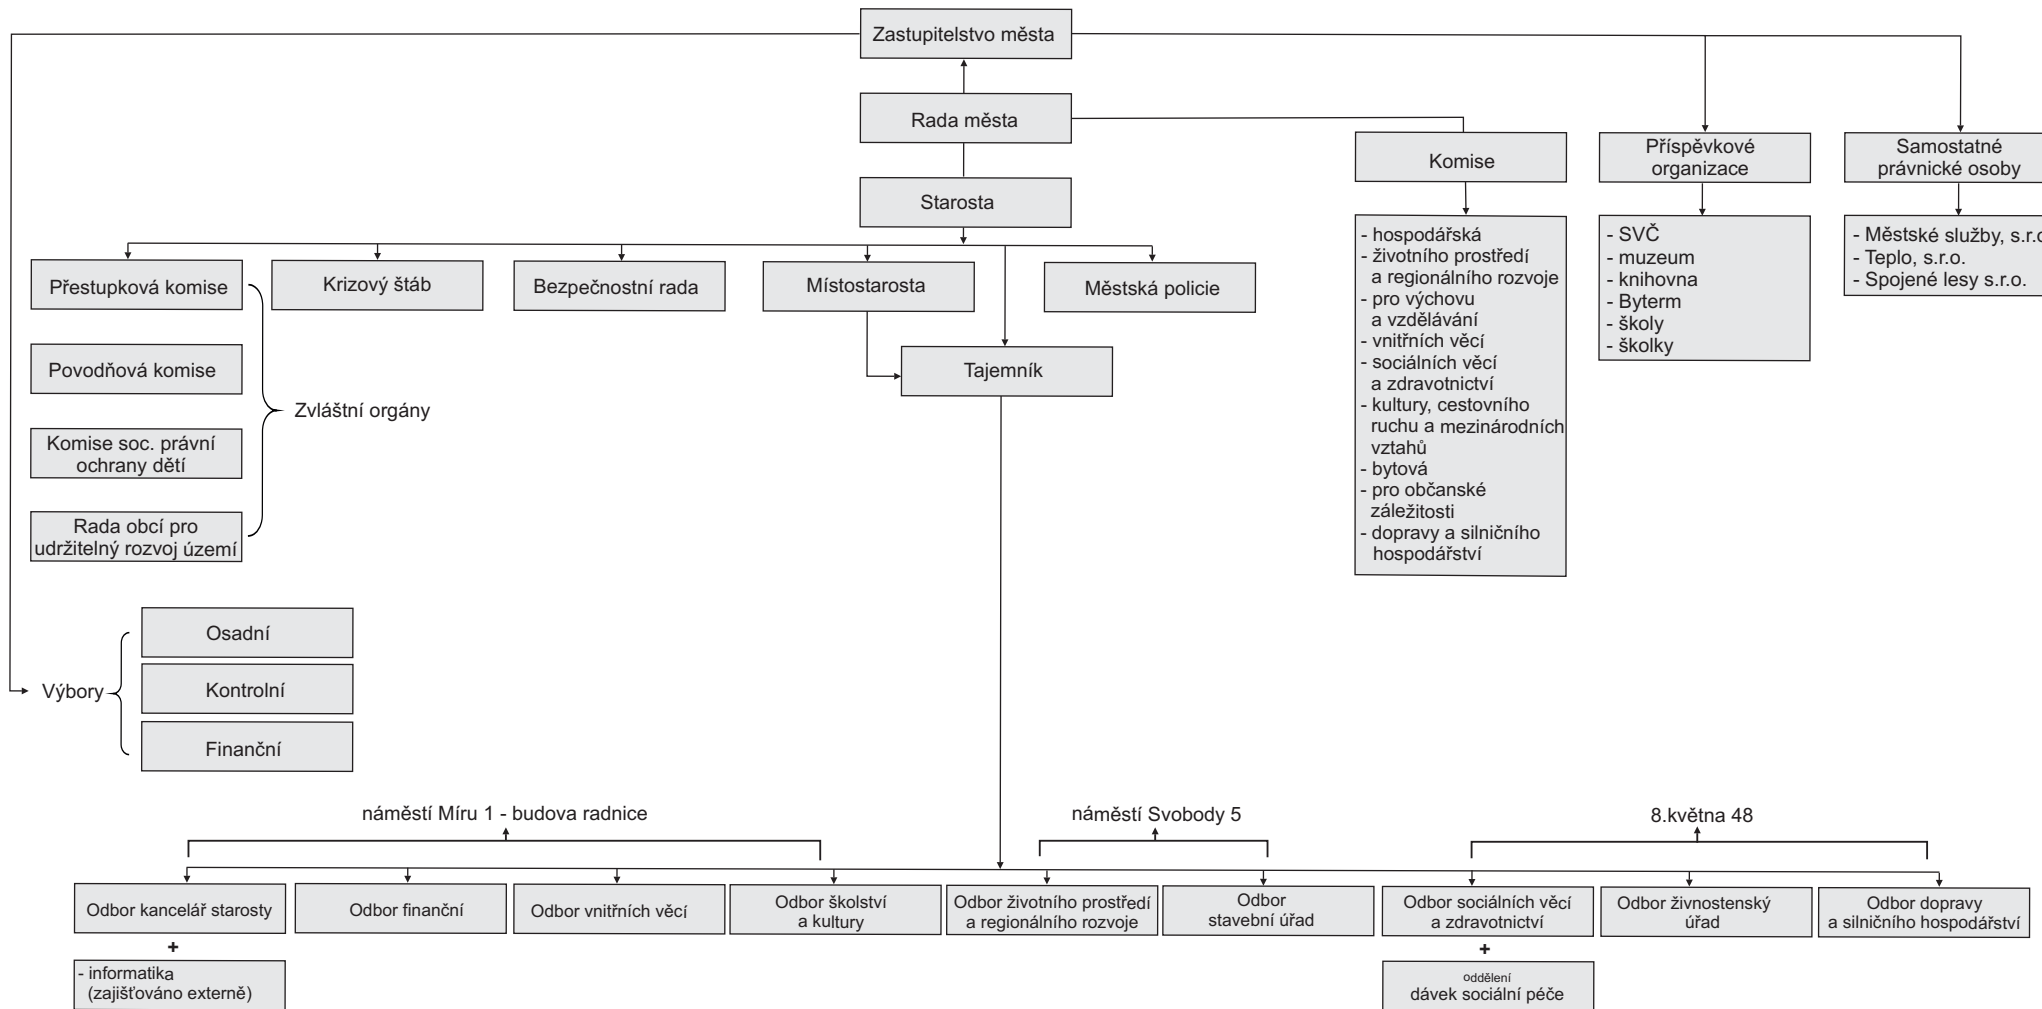 Zastupitelstvo města
Rada města
Starosta
Komise
Příspěvkové
organizace
Samostatné
právnické osoby
- hospodářská
- životního prostředí
a regionálního rozvoje
- pro výchovu
a vzdělávání
- vnitřních věcí
- sociálních věcí
a zdravotnictví
- kultury, cestovního
ruchu a mezinárodních
vztahů
- bytová
- pro občanské
záležitosti
- dopravy a silničního
hospodářství
- SVČ
- muzeum
- knihovna
- Byterm
- školy
- školky
- Městské služby, s.r.o
- Teplo, s.r.o.
- Spojené lesy s.r.o.
Přestupková komise
Krizový štáb
Bezpečnostní rada
Místostarosta
Městská policie
Povodňová komise
Tajemník
Zvláštní orgány
Komise soc. právní
ochrany dětí
Rada obcí pro
udržitelný rozvoj území
Výbory
Osadní
Kontrolní
Finanční
náměstí Míru 1 - budova radnice
náměstí Svobody 5
8.května 48
Odbor kancelář starosty
Odbor finanční
Odbor vnitřních věcí
Odbor školství
a kultury
Odbor životního prostředí
a regionálního rozvoje
Odbor
stavební úřad
Odbor sociálních věcí
a zdravotnictví
Odbor živnostenský
úřad
Odbor dopravy
a silničního hospodářství
+
- informatika
(zajišťováno externě)
+
oddělení
dávek sociální péče